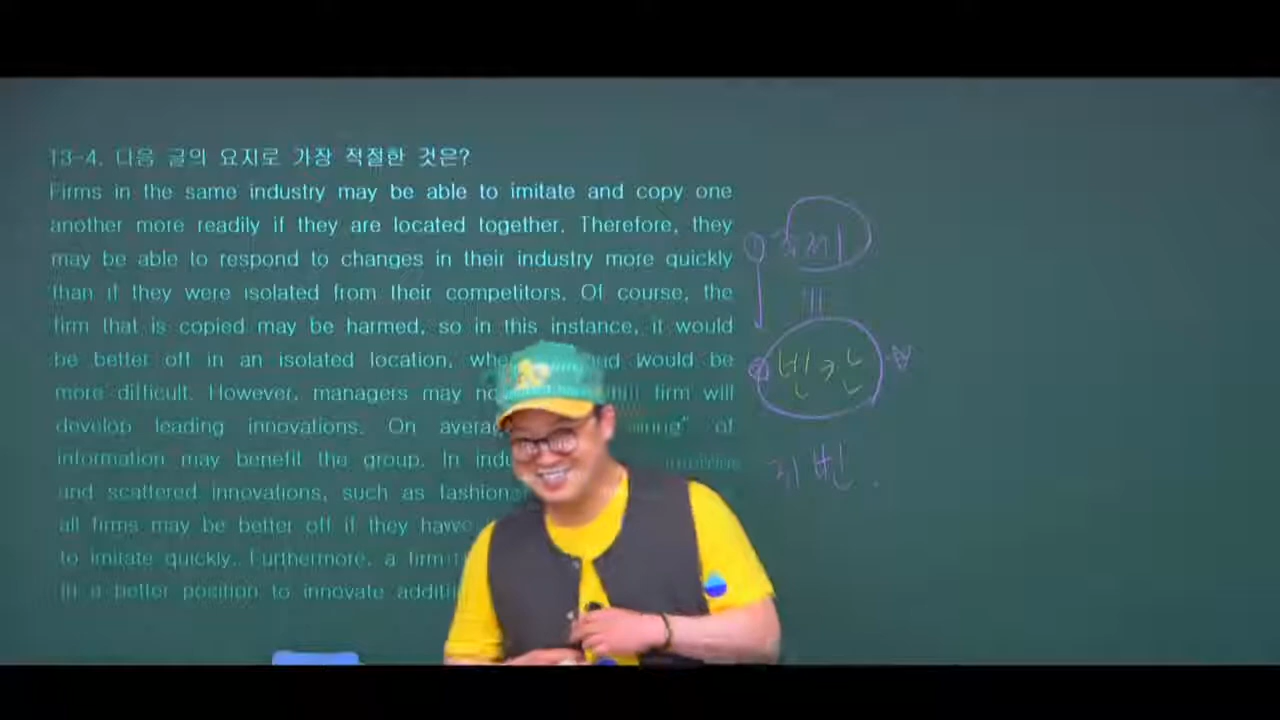 13-4. 다음 글의 요지로 가장 적절한 것은?
Firms in the same industry may be able to imitate and copy one
another more readily if they are located together. Therefore, they
may be able to respond to changes in their industry more quickly
than if they were isolated from their competitors. Of course, the
firm that is copied may be harmed, so in this instance, it would
be better off in an isolated location, would be
more difficult. However, managers may firm will
develop leading innovations. On of
information may benefit the group. In
and scattered innovations, such as
all firms may be better off if they have
to imitate quickly. Furthermore, a firm
in a better position to innovate